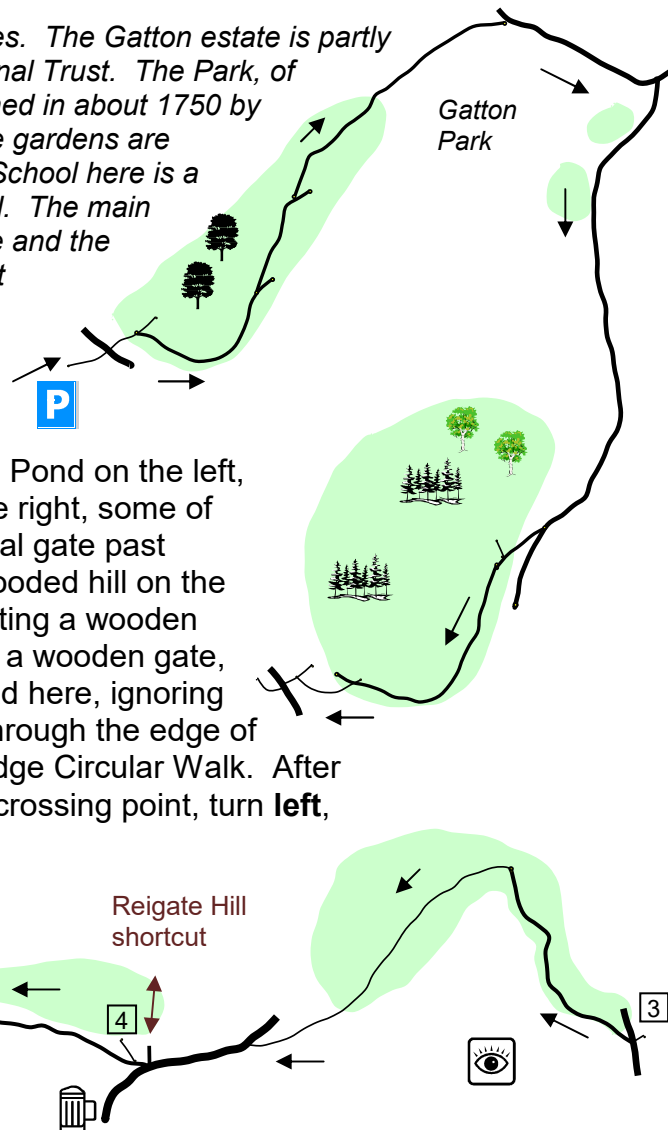 es. The Gatton estate is partly
nal Trust. The Park, of
ned in about 1750 by
e gardens are
School here is a
l. The main
e and the
t
Gatton
Park
P
Pond on the left,
e right, some of
al gate past
ooded hill on the
ting a wooden
a wooden gate,
d here, ignoring
hrough the edge of
dge Circular Walk. After
crossing point, turn left,
Reigate Hill
shortcut
4
3